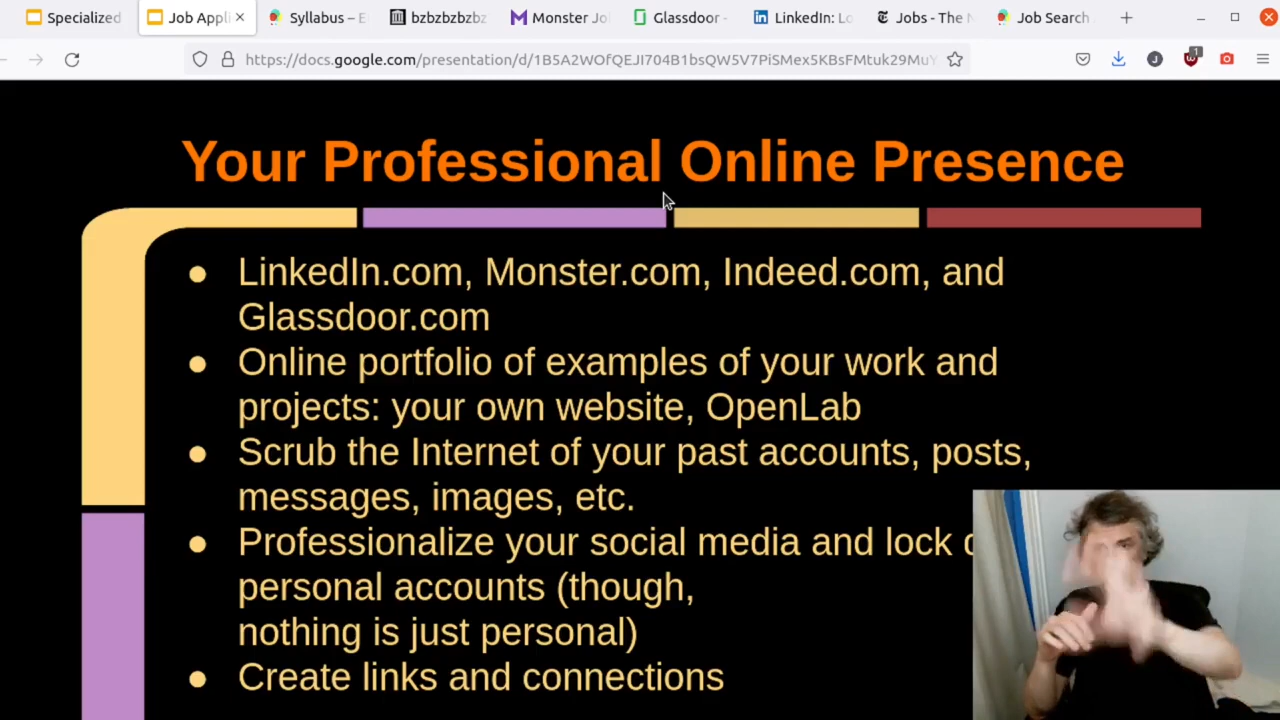 Specialized
Job Appli
Syllabus – E
bzbzbzbzbz
Monster Jo
Glassdoor -
LinkedIn: Lo
Jobs - The N
Job Search
https://docs.google.com/presentation/d/1B5A2WOfQEJI704B1bsQW5V7PiSMex5KBsFMtuk29MuY
J
1
Your Professional Online Presence
● LinkedIn.com, Monster.com, Indeed.com, and
Glassdoor.com
● Online portfolio of examples of your work and
projects: your own website, OpenLab
● Scrub the Internet of your past accounts, posts,
messages, images, etc.
● Professionalize your social media and lock
personal accounts (though,
nothing is just personal)
● Create links and connections